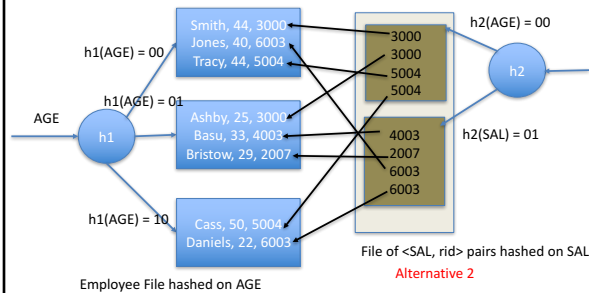 Smith, 44, 3000
Jones, 40, 6003
Tracy, 44, 5004
h1(AGE) = 00
AGE
h1
h1(AGE) = 01
Ashby, 25, 3000
Basu, 33, 4003
Bristow, 29, 2007
h1(AGE) = 10
Cass, 50, 5004
Daniels, 22, 6003
Employee File hashed on AGE
3000
3000
5004
5004
4003
2007
6003
6003
h2(AGE) = 00
h2
h2(SAL) = 01
File of <SAL, rid> pairs hashed on SAL
Alternative 2